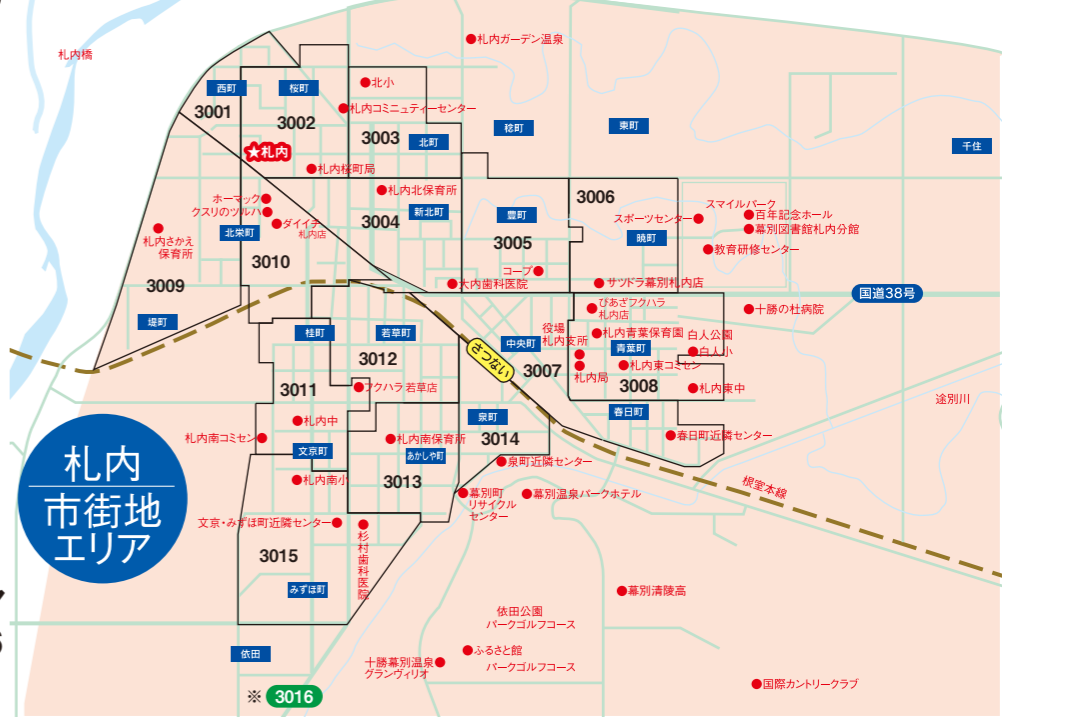 札内ガーデン温泉
札内橋
北小
西町
桜町
札内コミニュティーセンター
3001
3002
3003
北町
稔町
東町
千住
★札内
札内桜町局
札内北保育所
3006
ホーマック
クスリのツルハ
ダイイチ
札内店
3004
新北町
豊町
スマイルパーク
スポーツセンター
百年記念ホール
幕別図書館札内分館
札内さかえ
保育所
北栄町
3005
暁町
教育研修センター
3010
コープ
3009
大内歯科医院
サツドラ幕別札内店
国道38号
ぴあざフクハラ
札内店
十勝の杜病院
堤町
桂町
若草町
役場
札内支所
札内青葉保育園
白人公園
中央町
青葉町
白人小
さつない
3012
3007
札内局
札内東コミセン
3011
フクハラ 若草店
3008
札内東中
途別川
札内中
泉町
春日町
札内南コミセン
札内南保育所
3014
春日町近隣センター
札内
市街地
エリア
文京町
あかしや町
泉町近隣センター
札内南小
3013
根室本線
幕別町
リサイクル
センター
幕別温泉パークホテル
文京・みずほ町近隣センター
杉村歯科医院
3015
みずほ町
幕別清陵高
依田公園
パークゴルフコース
依田
ふるさと館
十勝幕別温泉
グランヴィリオ
パークゴルフコース
国際カントリークラブ
※ 3016